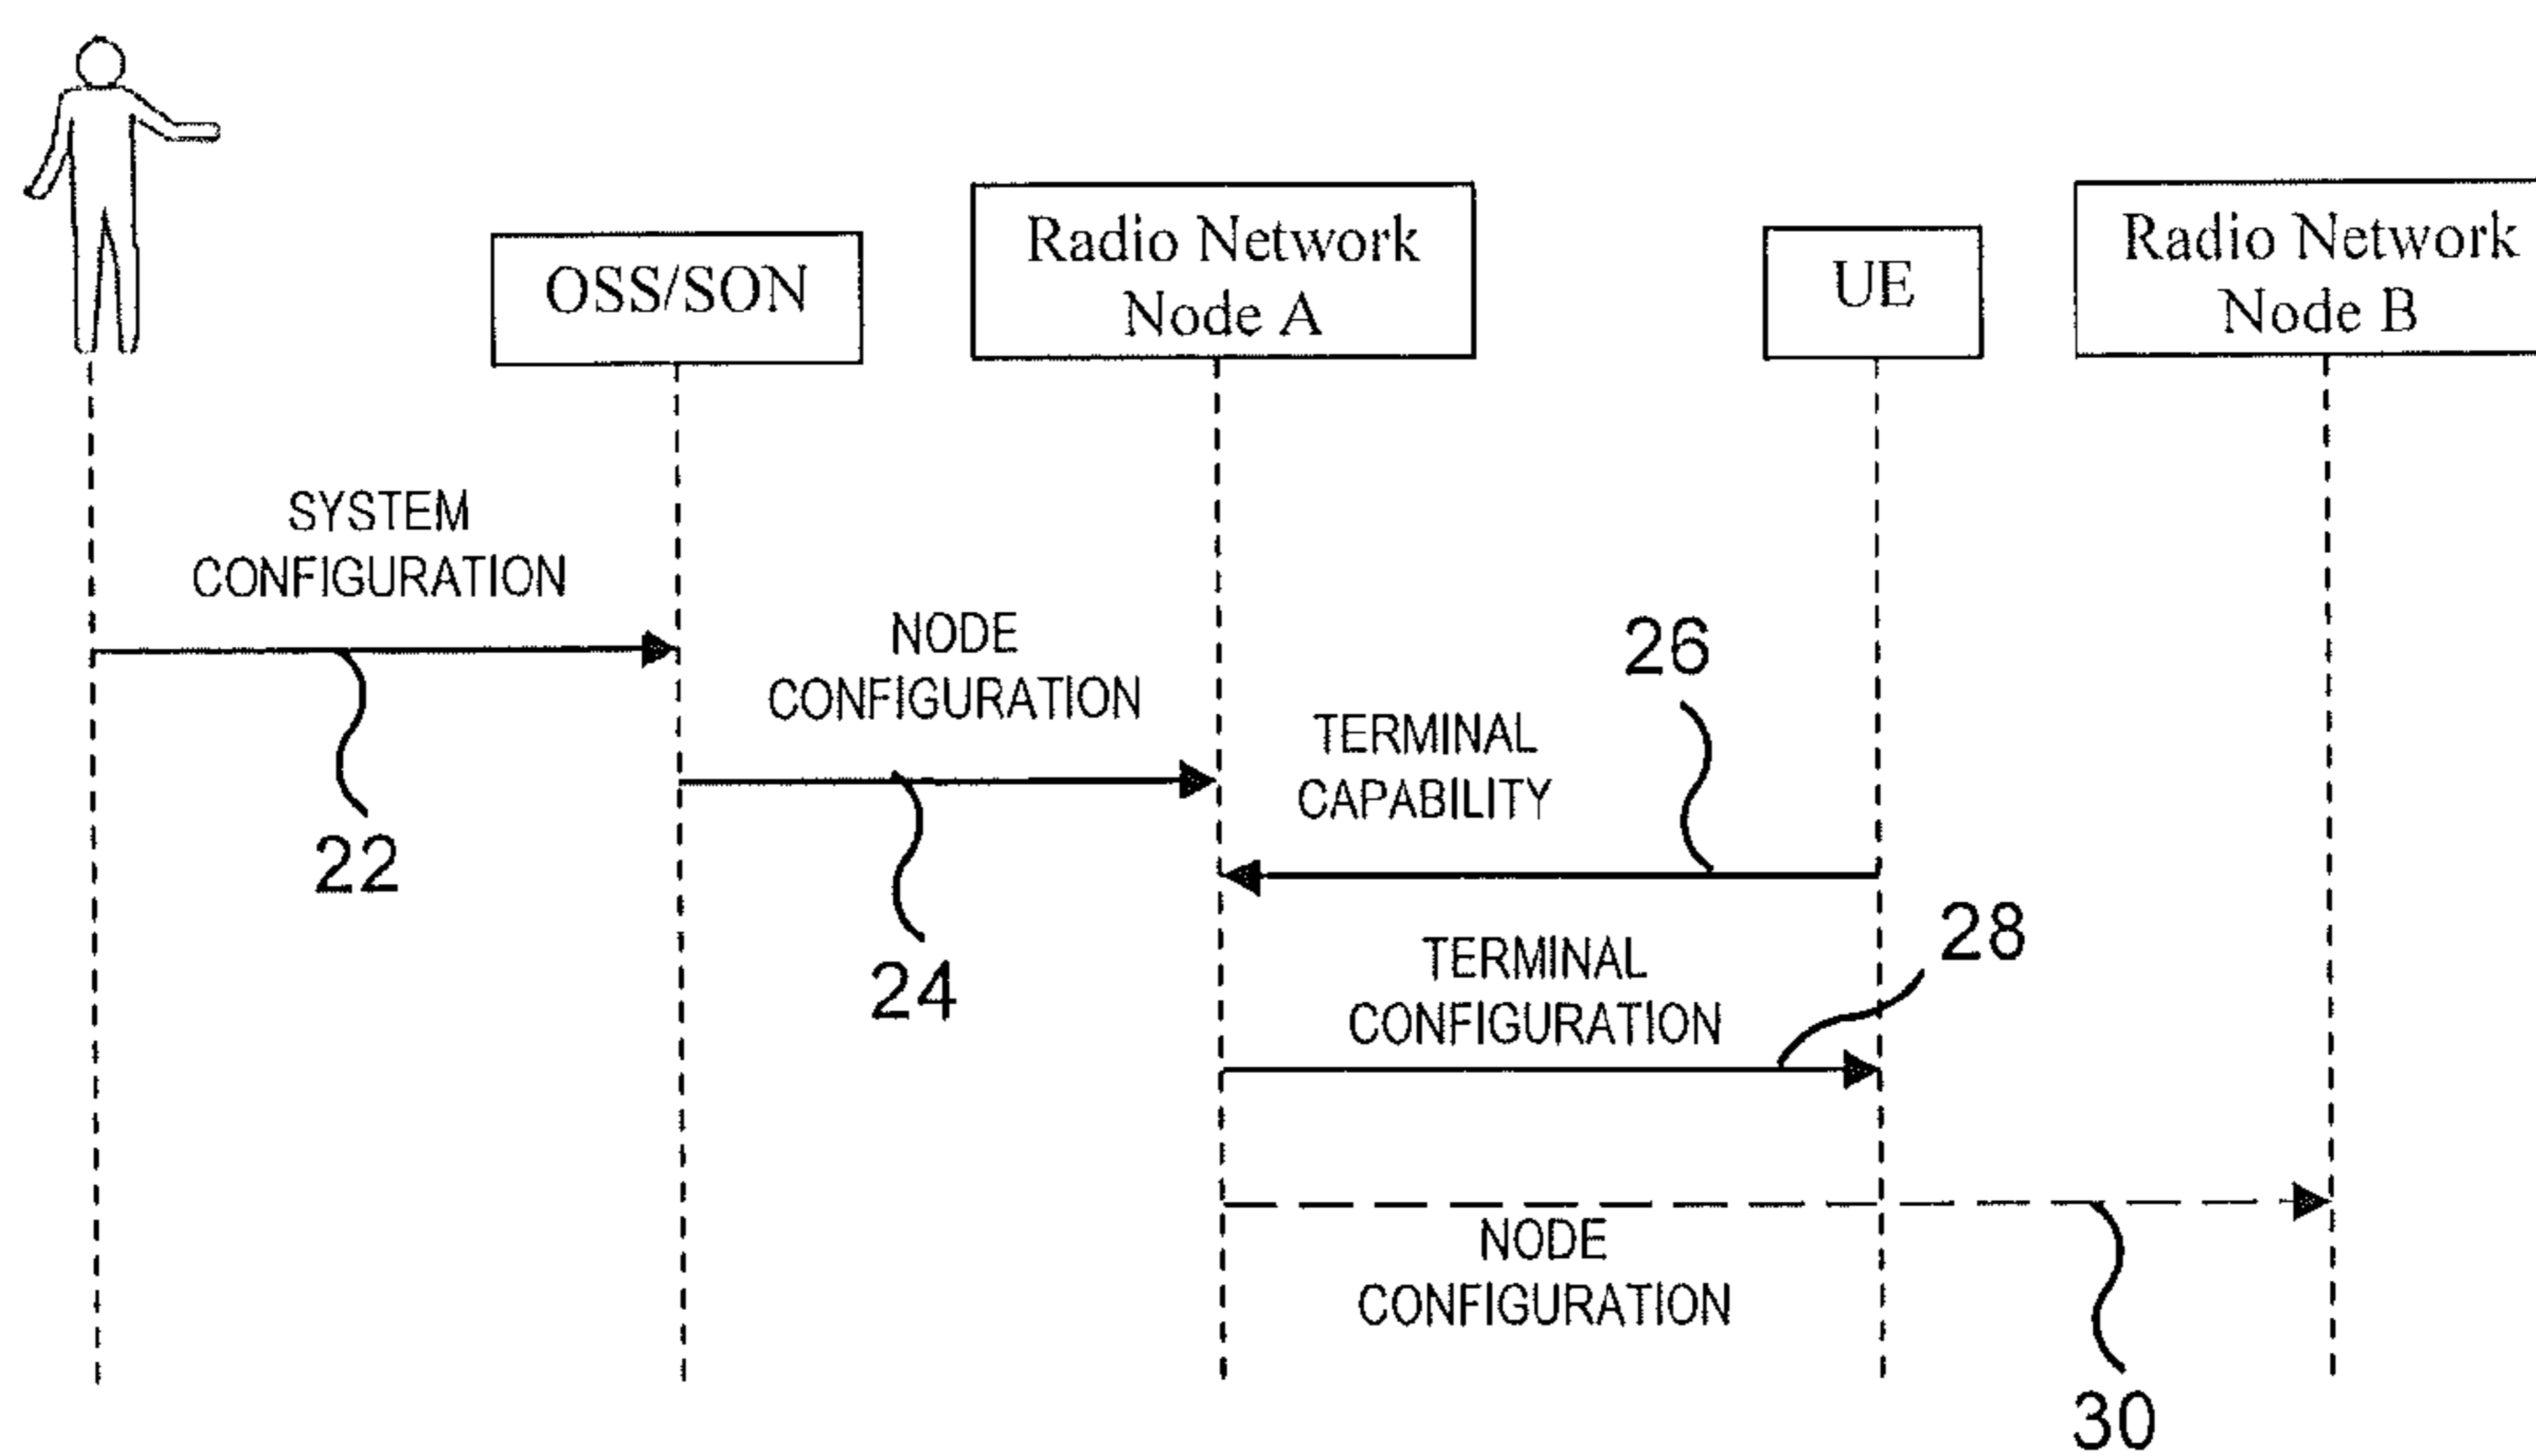 OSS/SON
Radio Network
Node A
UE
Radio Network
Node B
SYSTEM
CONFIGURATION
22
NODE
CONFIGURATION
24
26
TERMINAL
CAPABILITY
28
TERMINAL
CONFIGURATION
NODE
CONFIGURATION
30